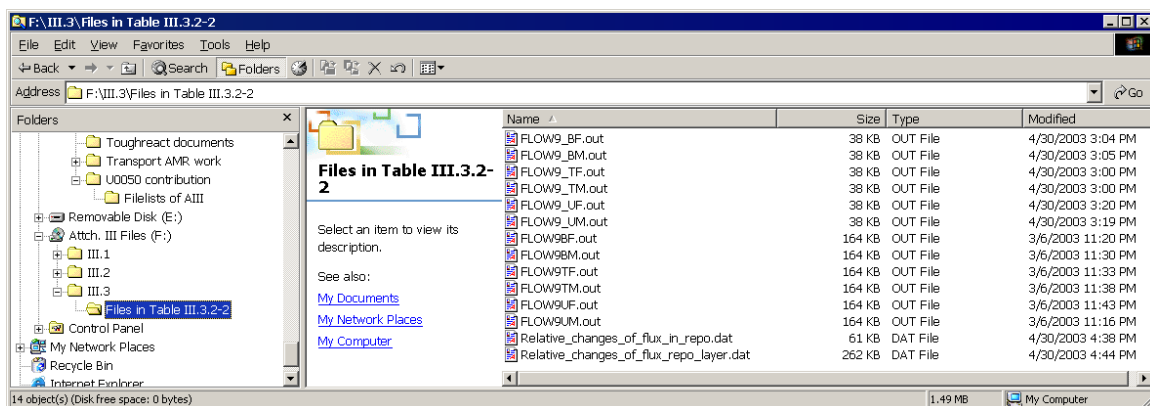 F:\III.3\Files in Table III.3.2-2
File Edit View Favorites Tools Help
Back Search Folders
Address F:\III.3\Files in Table III.3.2-2 Go
Folders
Toughreact documents
Transport AMR work
U0050 contribution
Filelists of AIII
Removable Disk (E:)
Attch. III Files (F:)
III.1
III.2
III.3
Files in Table III.3.2-2
Control Panel
My Network Places
Recycle Bin
Internet Explorer
Files in Table III.3.2-
2
Select an item to view its
description.
See also:
My Documents
My Network Places
My Computer
Name Size Type Modified
FLOW9_BF.out 38 KB OUT File 4/30/2003 3:04 PM
FLOW9_BM.out 38 KB OUT File 4/30/2003 3:05 PM
FLOW9_TF.out 38 KB OUT File 4/30/2003 3:00 PM
FLOW9_TM.out 38 KB OUT File 4/30/2003 3:00 PM
FLOW9_UF.out 38 KB OUT File 4/30/2003 3:20 PM
FLOW9_UM.out 38 KB OUT File 4/30/2003 3:19 PM
FLOW9BF.out 164 KB OUT File 3/6/2003 11:20 PM
FLOW9BM.out 164 KB OUT File 3/6/2003 11:30 PM
FLOW9TF.out 164 KB OUT File 3/6/2003 11:33 PM
FLOW9TM.out 164 KB OUT File 3/6/2003 11:38 PM
FLOW9UF.out 164 KB OUT File 3/6/2003 11:43 PM
FLOW9UM.out 164 KB OUT File 3/6/2003 11:16 PM
Relative_changes_of_flux_in_repo.dat 61 KB DAT File 4/30/2003 4:38 PM
Relative_changes_of_flux_repo_layer.dat 262 KB DAT File 4/30/2003 4:44 PM
14 object(s) (Disk free space: 0 bytes) 1.49 MB My Computer